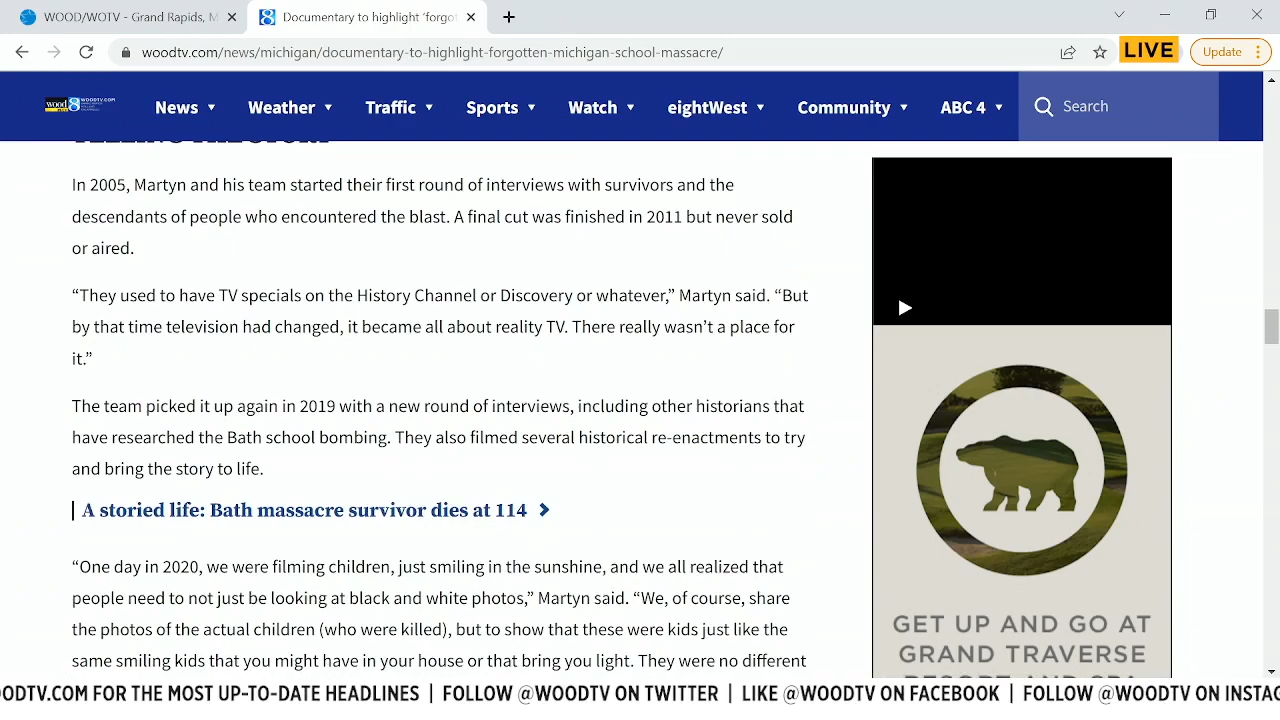 WOOD/WOTV - Grand Rapids, M
Documentary to highlight 'forgot
woodtv.com/news/michigan/documentary-to-highlight-forgotten-michigan-school-massacre/
LIVE
Update
wood 8 WOODTV.COM
News
Weather
Traffic
Sports
Watch
eightWest
Community
ABC 4
Search
In 2005, Martyn and his team started their first round of interviews with survivors and the
descendants of people who encountered the blast. A final cut was finished in 2011 but never sold
or aired.
“They used to have TV specials on the History Channel or Discovery or whatever,” Martyn said. “But
by that time television had changed, it became all about reality TV. There really wasn’t a place for
it.”
The team picked it up again in 2019 with a new round of interviews, including other historians that
have researched the Bath school bombing. They also filmed several historical re-enactments to try
and bring the story to life.
A storied life: Bath massacre survivor dies at 114
“One day in 2020, we were filming children, just smiling in the sunshine, and we all realized that
people need to not just be looking at black and white photos,” Martyn said. “We, of course, share
the photos of the actual children (who were killed), but to show that these were kids just like the
same smiling kids that you might have in your house or that bring you light. They were no different
GET UP AND GO AT
GRAND TRAVERSE
RESORT AND SPA
OODTV.COM FOR THE MOST UP-TO-DATE HEADLINES | FOLLOW @WOODTV ON TWITTER | LIKE @WOODTV ON FACEBOOK | FOLLOW @WOODTV ON INSTAG